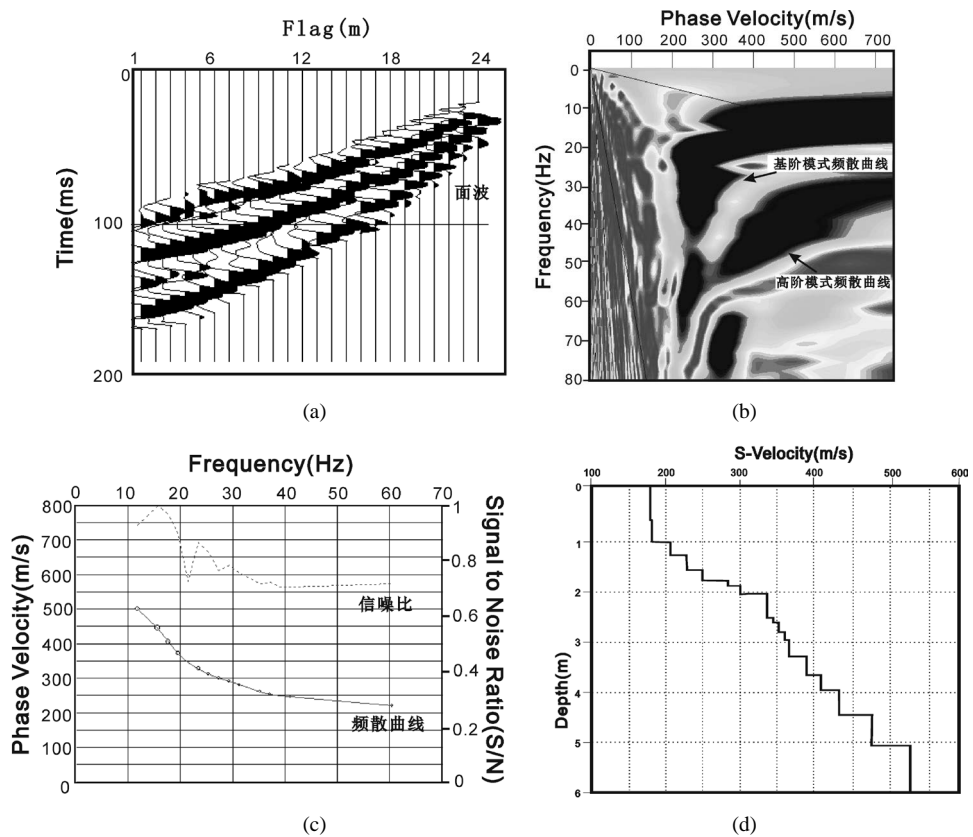 Flag(m)
1 6 12 18 24
Time(ms)
0
100
200
面波
(a)
Phase Velocity(m/s)
0 100 200 300 400 500 600 700
Frequency(Hz)
0
10
20
30
40
50
60
70
80
基阶模式频散曲线
高阶模式频散曲线
(b)
Frequency(Hz)
0 10 20 30 40 50 60 70
Phase Velocity(m/s)
800
700
600
500
400
300
200
100
0
Signal to Noise Ratio(S/N)
1
0.8
0.6
0.4
0.2
0
信噪比
频散曲线
(c)
S-Velocity(m/s)
100 200 300 400 500 600
Depth(m)
0
1
2
3
4
5
6
(d)